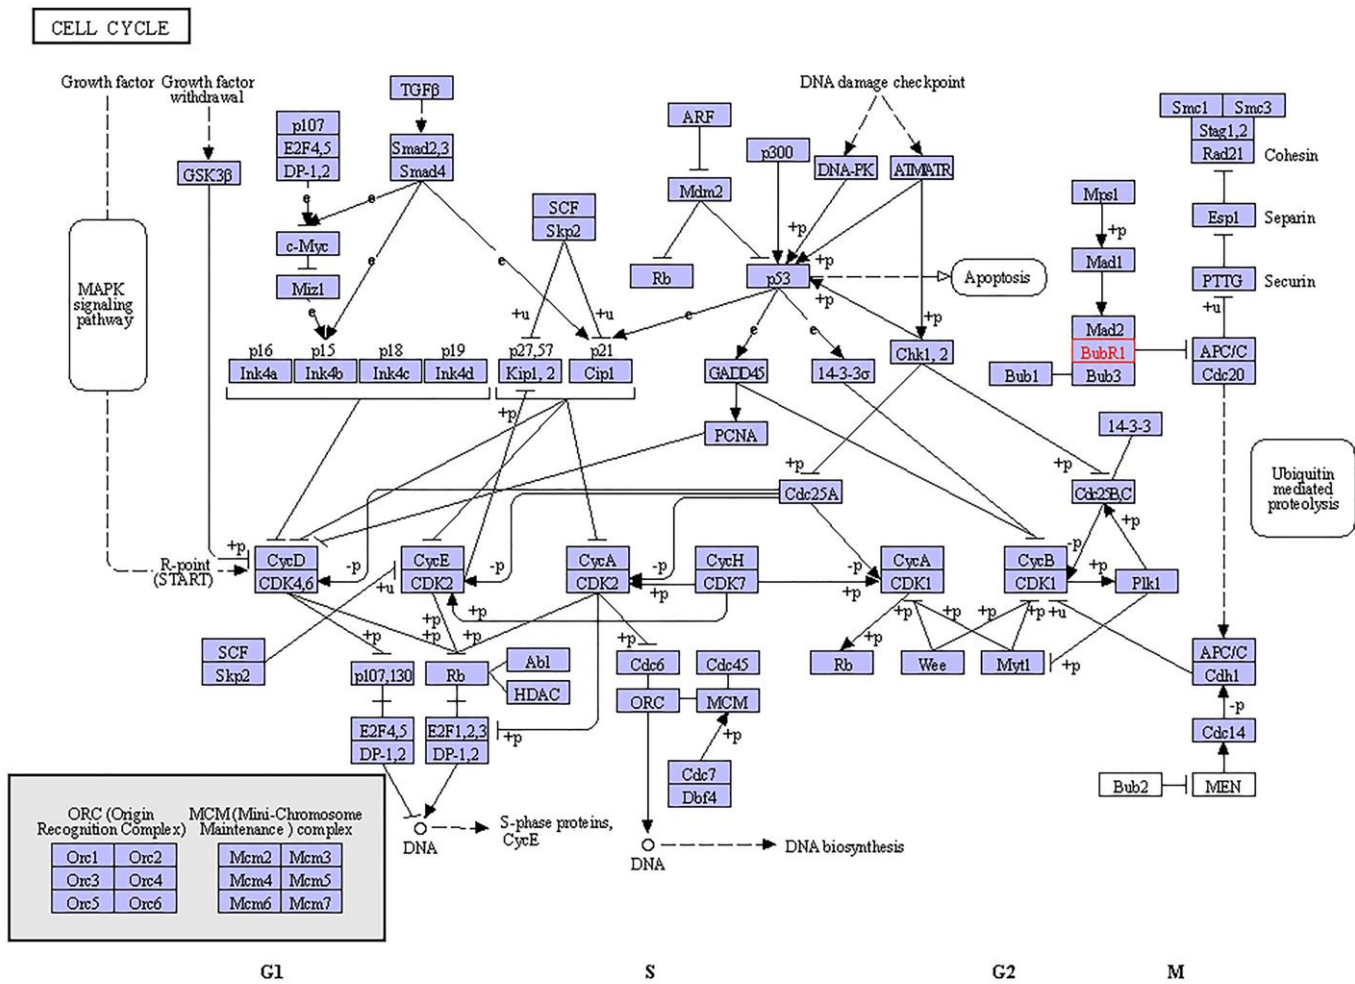 CELL CYCLE
Growth factor
Growth factor
withdrawal
TGFβ
DNA damage checkpoint
Smc1
Smc3
Stag1,2
Rad21
Cohesin
p107
E2F4,5
DP-1,2
Smad2,3
Smad4
ARF
p300
DNA-PK
ATM/ATR
GSK3β
Mdm2
Mps1
+p
Esp1
Separin
SCF
Skp2
e
e
e
e
e
c-Myc
Miz1
Rb
p53
+p
+p
+p
Apoptosis
Mad1
PTTG
Securin
MAPK
signaling
pathway
+u
+u
e
e
e
+p
+u
Mad2
BubR1
Bub3
Bub1
APC/C
Cdc20
p16
Ink4a
p15
Ink4b
p18
Ink4c
p19
Ink4d
p27,57
Kip1, 2
p21
Cip1
GADD45
14-3-3σ
Chk1, 2
+p
PCNA
14-3-3
+p
+p
Cdc25A
Cdc25B,C
Ubiquitin
mediated
proteolysis
R-point
(START)
+p
CycD
CDK4,6
-p
CycE
CDK2
-p
CycA
CDK2
-p
+p
CycH
CDK7
-p
+p
CycA
CDK1
CycB
CDK1
-p
+p
+p
Plk1
+u
+p
+p
+p
+p
+p
+p
+p
+p
+u
+p
SCF
Skp2
p107,130
Rb
Abl
HDAC
Cdc6
Cdc45
ORC
MCM
Rb
Wee
Myt1
APC/C
Cdh1
-p
Cdc14
E2F4,5
DP-1,2
E2F1,2,3
DP-1,2
+p
+p
Cdc7
Dbf4
Bub2
MEN
DNA
S-phase proteins,
CycE
DNA
DNA biosynthesis
ORC (Origin
Recognition Complex)
MCM (Mini-Chromosome
Maintenance ) complex
Orc1
Orc2
Orc3
Orc4
Orc5
Orc6
Mcm2
Mcm3
Mcm4
Mcm5
Mcm6
Mcm7
G1
S
G2
M